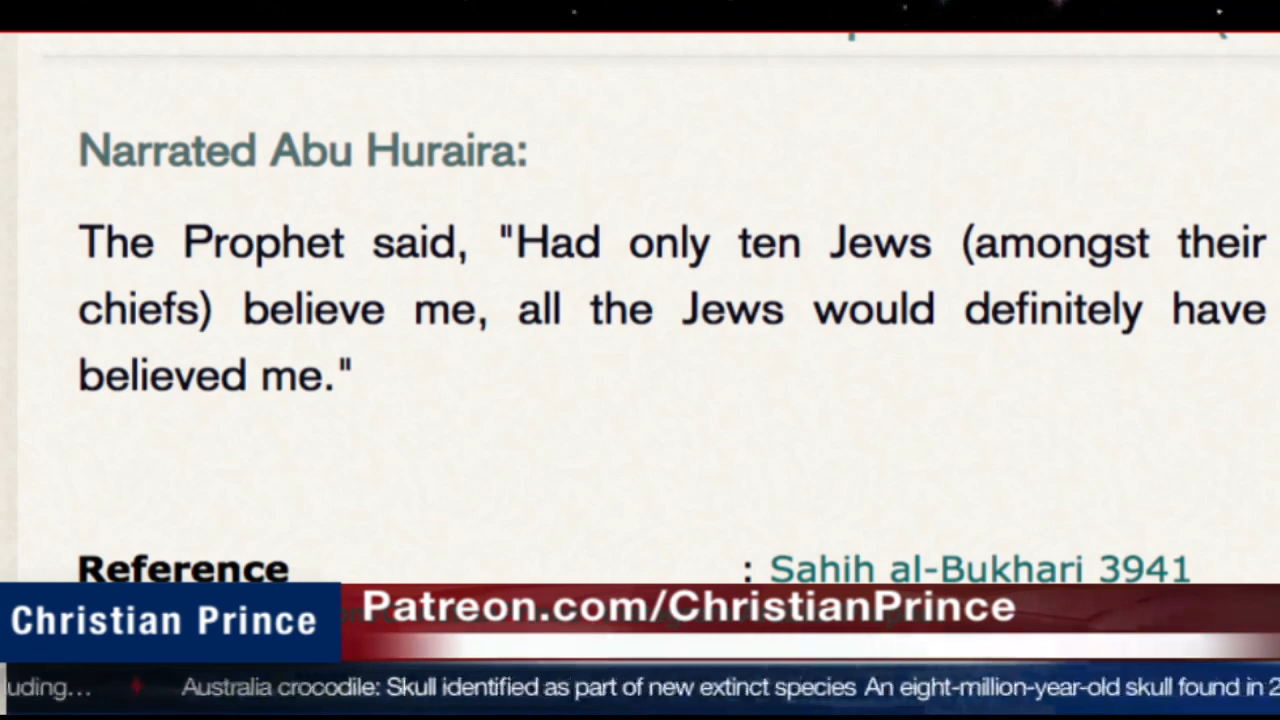 Narrated Abu Huraira:
The Prophet said, "Had only ten Jews (amongst their
chiefs) believe me, all the Jews would definitely have
believed me."
Reference : Sahih al-Bukhari 3941
Christian Prince
Patreon.com/ChristianPrince
uding... Australia crocodile: Skull identified as part of new extinct species An eight-million-year-old skull found in 2